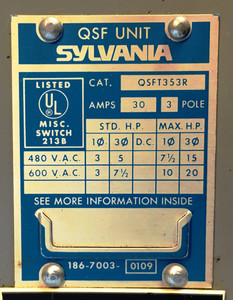 QSF UNIT
SYLVANIA
LISTED
UL
MISC.
SWITCH
213B
CAT. QSFT353R
AMPS 30 3 POLE
STD. H.P. MAX. H.P.
1Ø 3Ø D.C. 1Ø 3Ø
480 V.A.C. 3 5 7½ 15
600 V.A.C. 3 7½ 10 20
SEE MORE INFORMATION INSIDE
186-7003- 0109